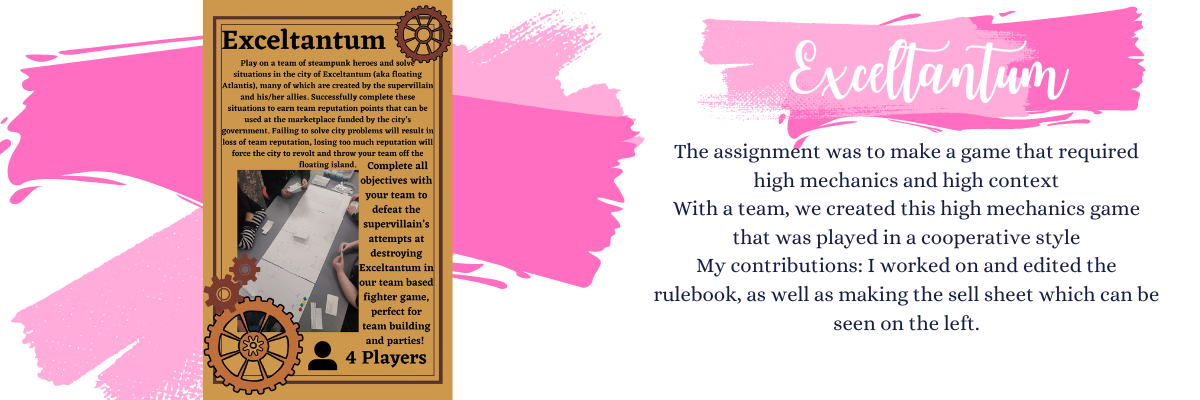 Exceltantum
Play on a team of steampunk heroes and solve
situations in the city of Exceltantum (aka floating
Atlantis), many of which are created by the supervillain
and his/her allies. Successfully complete these
situations to earn team reputation points that can be
used at the marketplace funded by the city's
government. Failing to solve city problems will result in
loss of team reputation, losing too much reputation will
force the city to revolt and throw your team off the
floating island.
Complete all
objectives with
your team to
defeat the
supervillain's
attempts at
destroying
Exceltantum in
our team based
fighter game,
perfect for
team building
and parties!
4 Players
Exceltantum
The assignment was to make a game that required
high mechanics and high context
With a team, we created this high mechanics game
that was played in a cooperative style
My contributions: I worked on and edited the
rulebook, as well as making the sell sheet which can be
seen on the left.